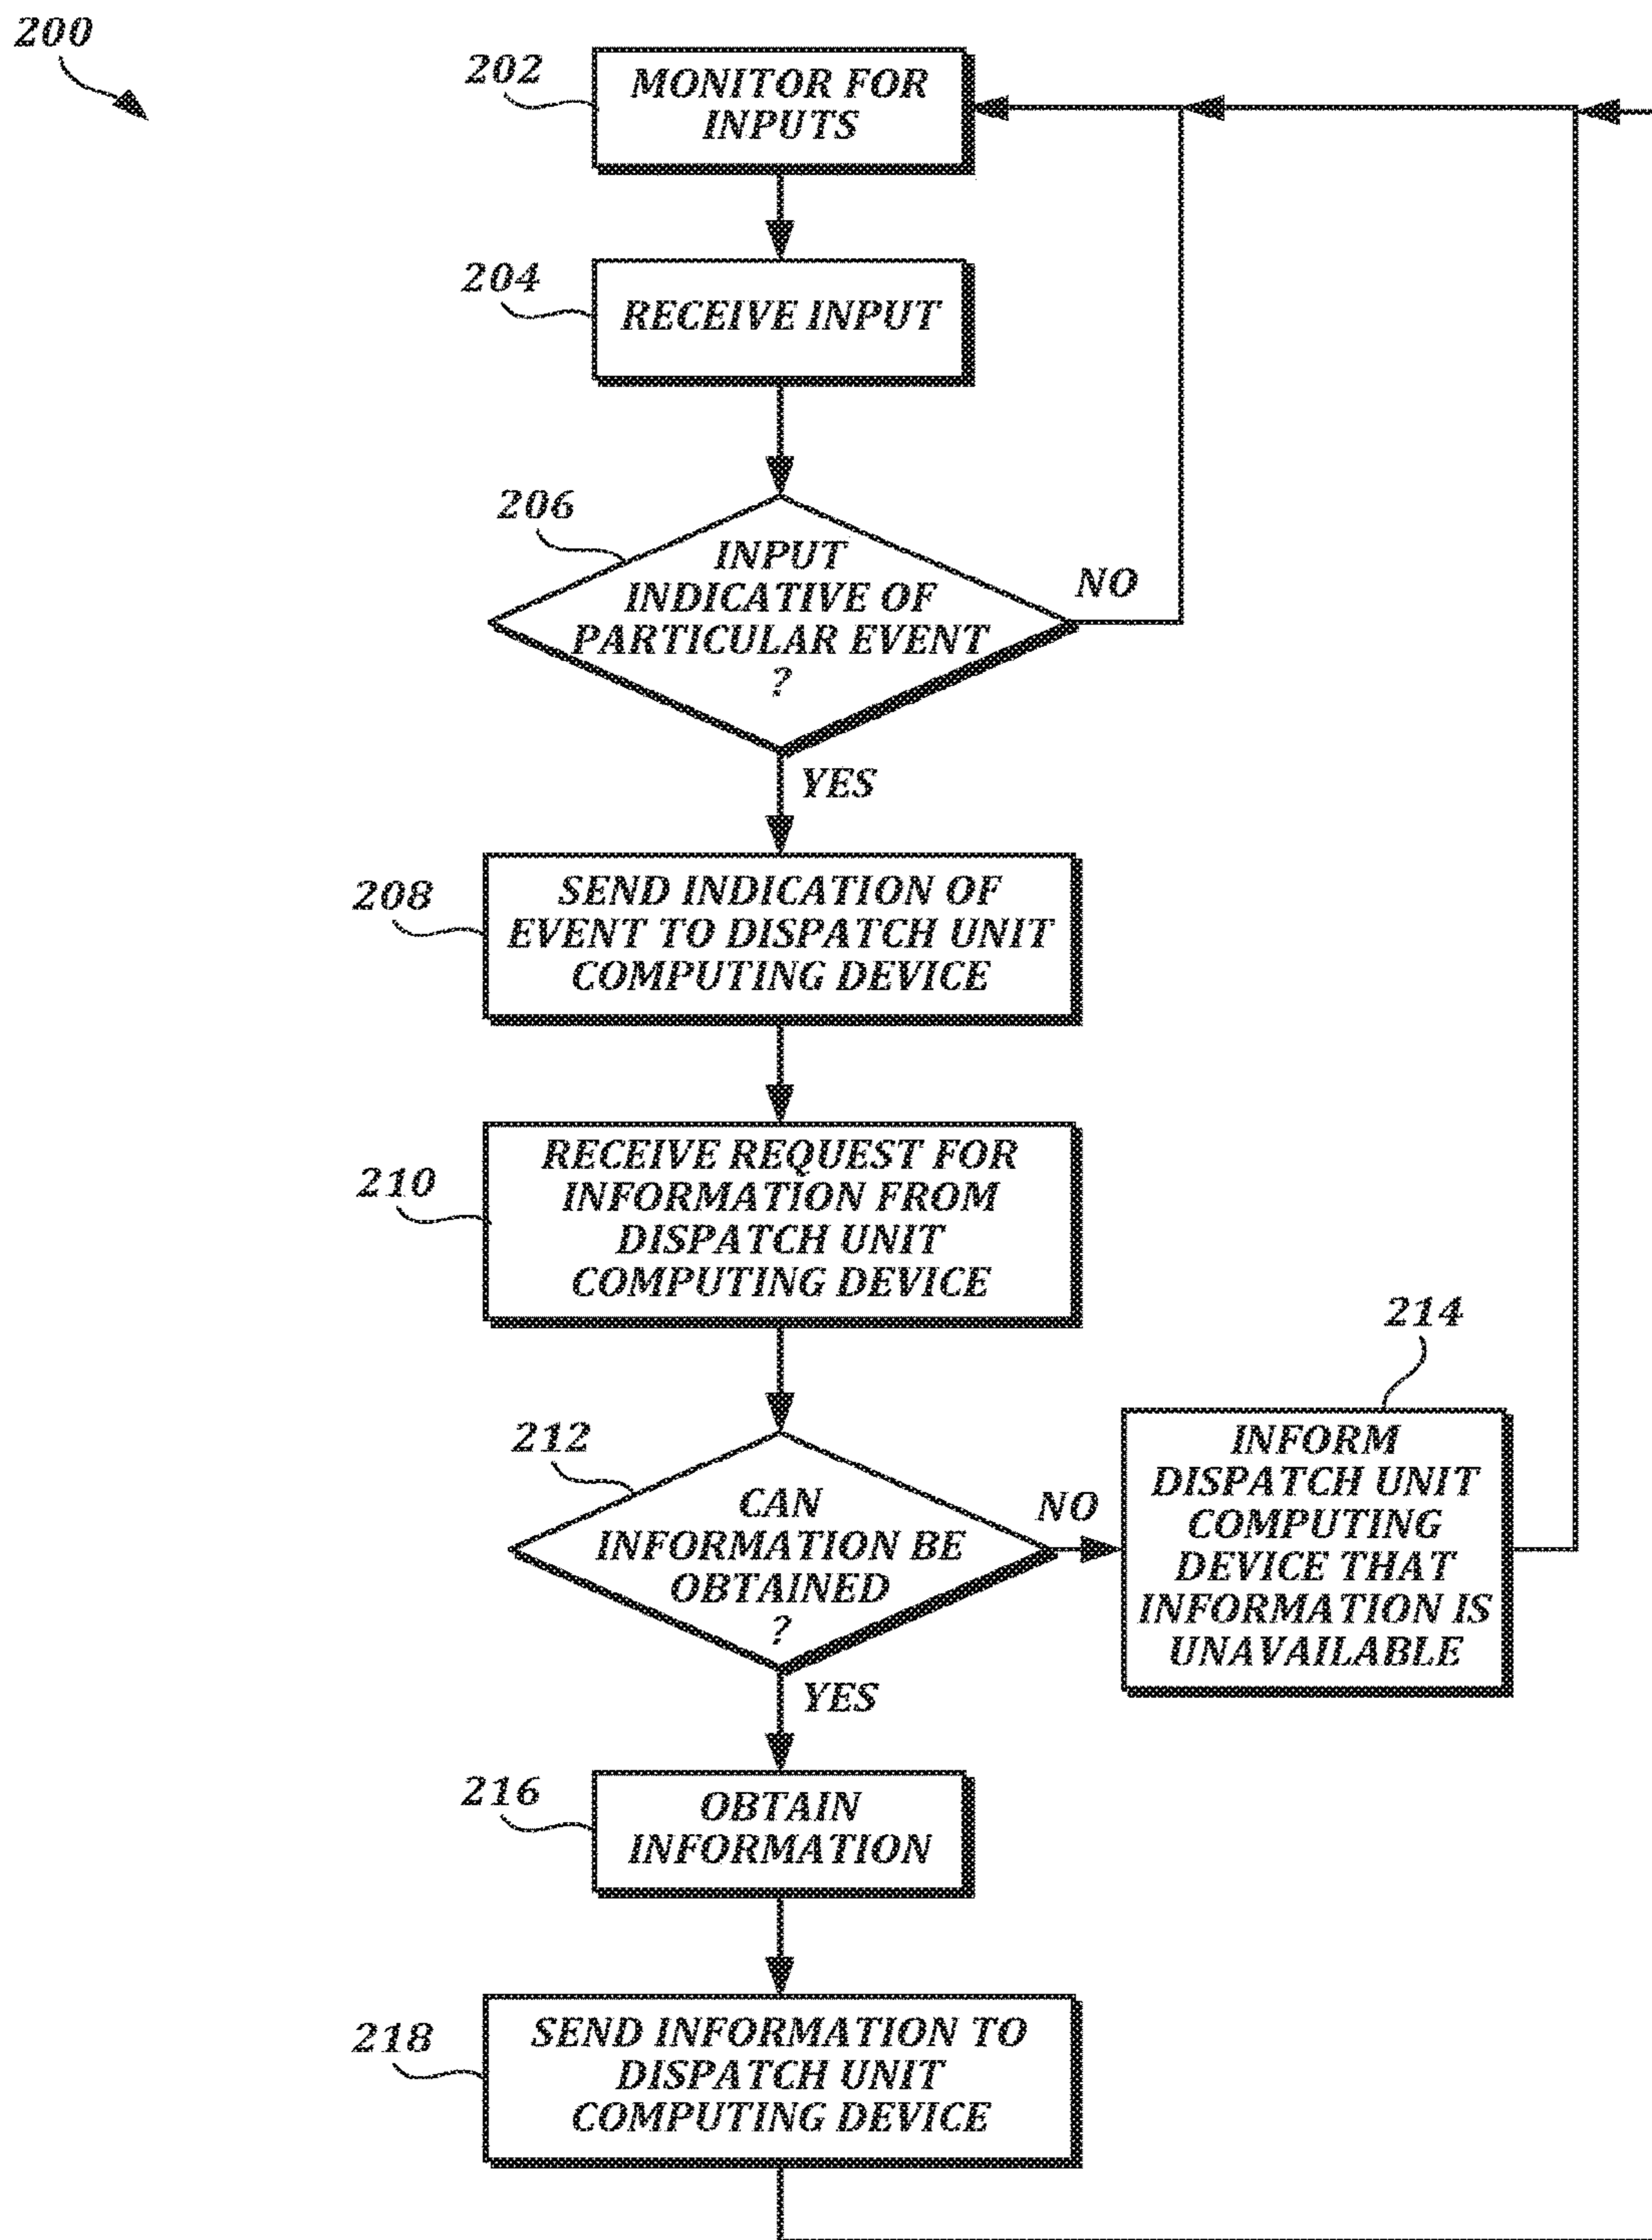 200
202
MONITOR FOR
INPUTS
204
RECEIVE INPUT
206
INPUT
INDICATIVE OF
PARTICULAR EVENT
?
NO
YES
208
SEND INDICATION OF
EVENT TO DISPATCH UNIT
COMPUTING DEVICE
210
RECEIVE REQUEST FOR
INFORMATION FROM
DISPATCH UNIT
COMPUTING DEVICE
212
CAN
INFORMATION BE
OBTAINED
?
NO
214
INFORM
DISPATCH UNIT
COMPUTING
DEVICE THAT
INFORMATION IS
UNAVAILABLE
YES
216
OBTAIN
INFORMATION
218
SEND INFORMATION TO
DISPATCH UNIT
COMPUTING DEVICE